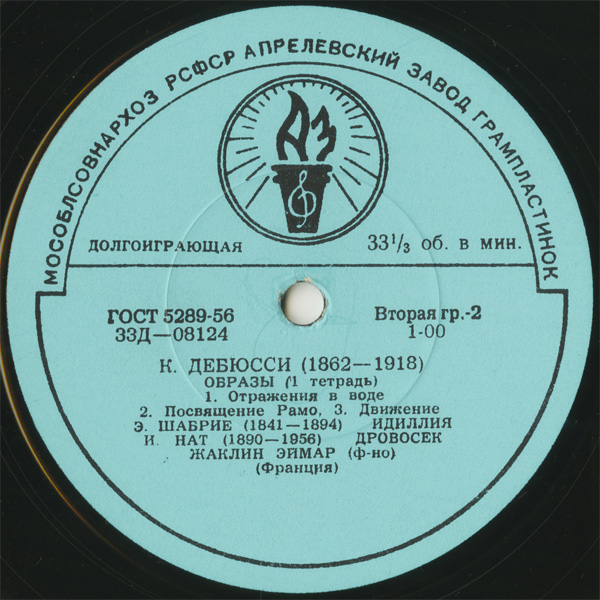 МОСОБЛСОВНАРХОЗ РСФСР АПРЕЛЕВСКИЙ ЗАВОД ГРАМПЛАСТИНОК
АЗ
ДОЛГОИГРАЮЩАЯ 33⅓ об. в мин.
ГОСТ 5289-56 Вторая гр.-2
33Д—08124 1-00
К. ДЕБЮССИ (1862—1918)
ОБРАЗЫ (1 тетрадь)
1. Отражения в воде
2. Посвящение Рамо, 3. Движение
Э. ШАБРИЕ (1841—1894) ИДИЛЛИЯ
И. НАТ (1890—1956) ДРОВОСЕК
ЖАКЛИН ЭЙМАР (ф-но)
(Франция)